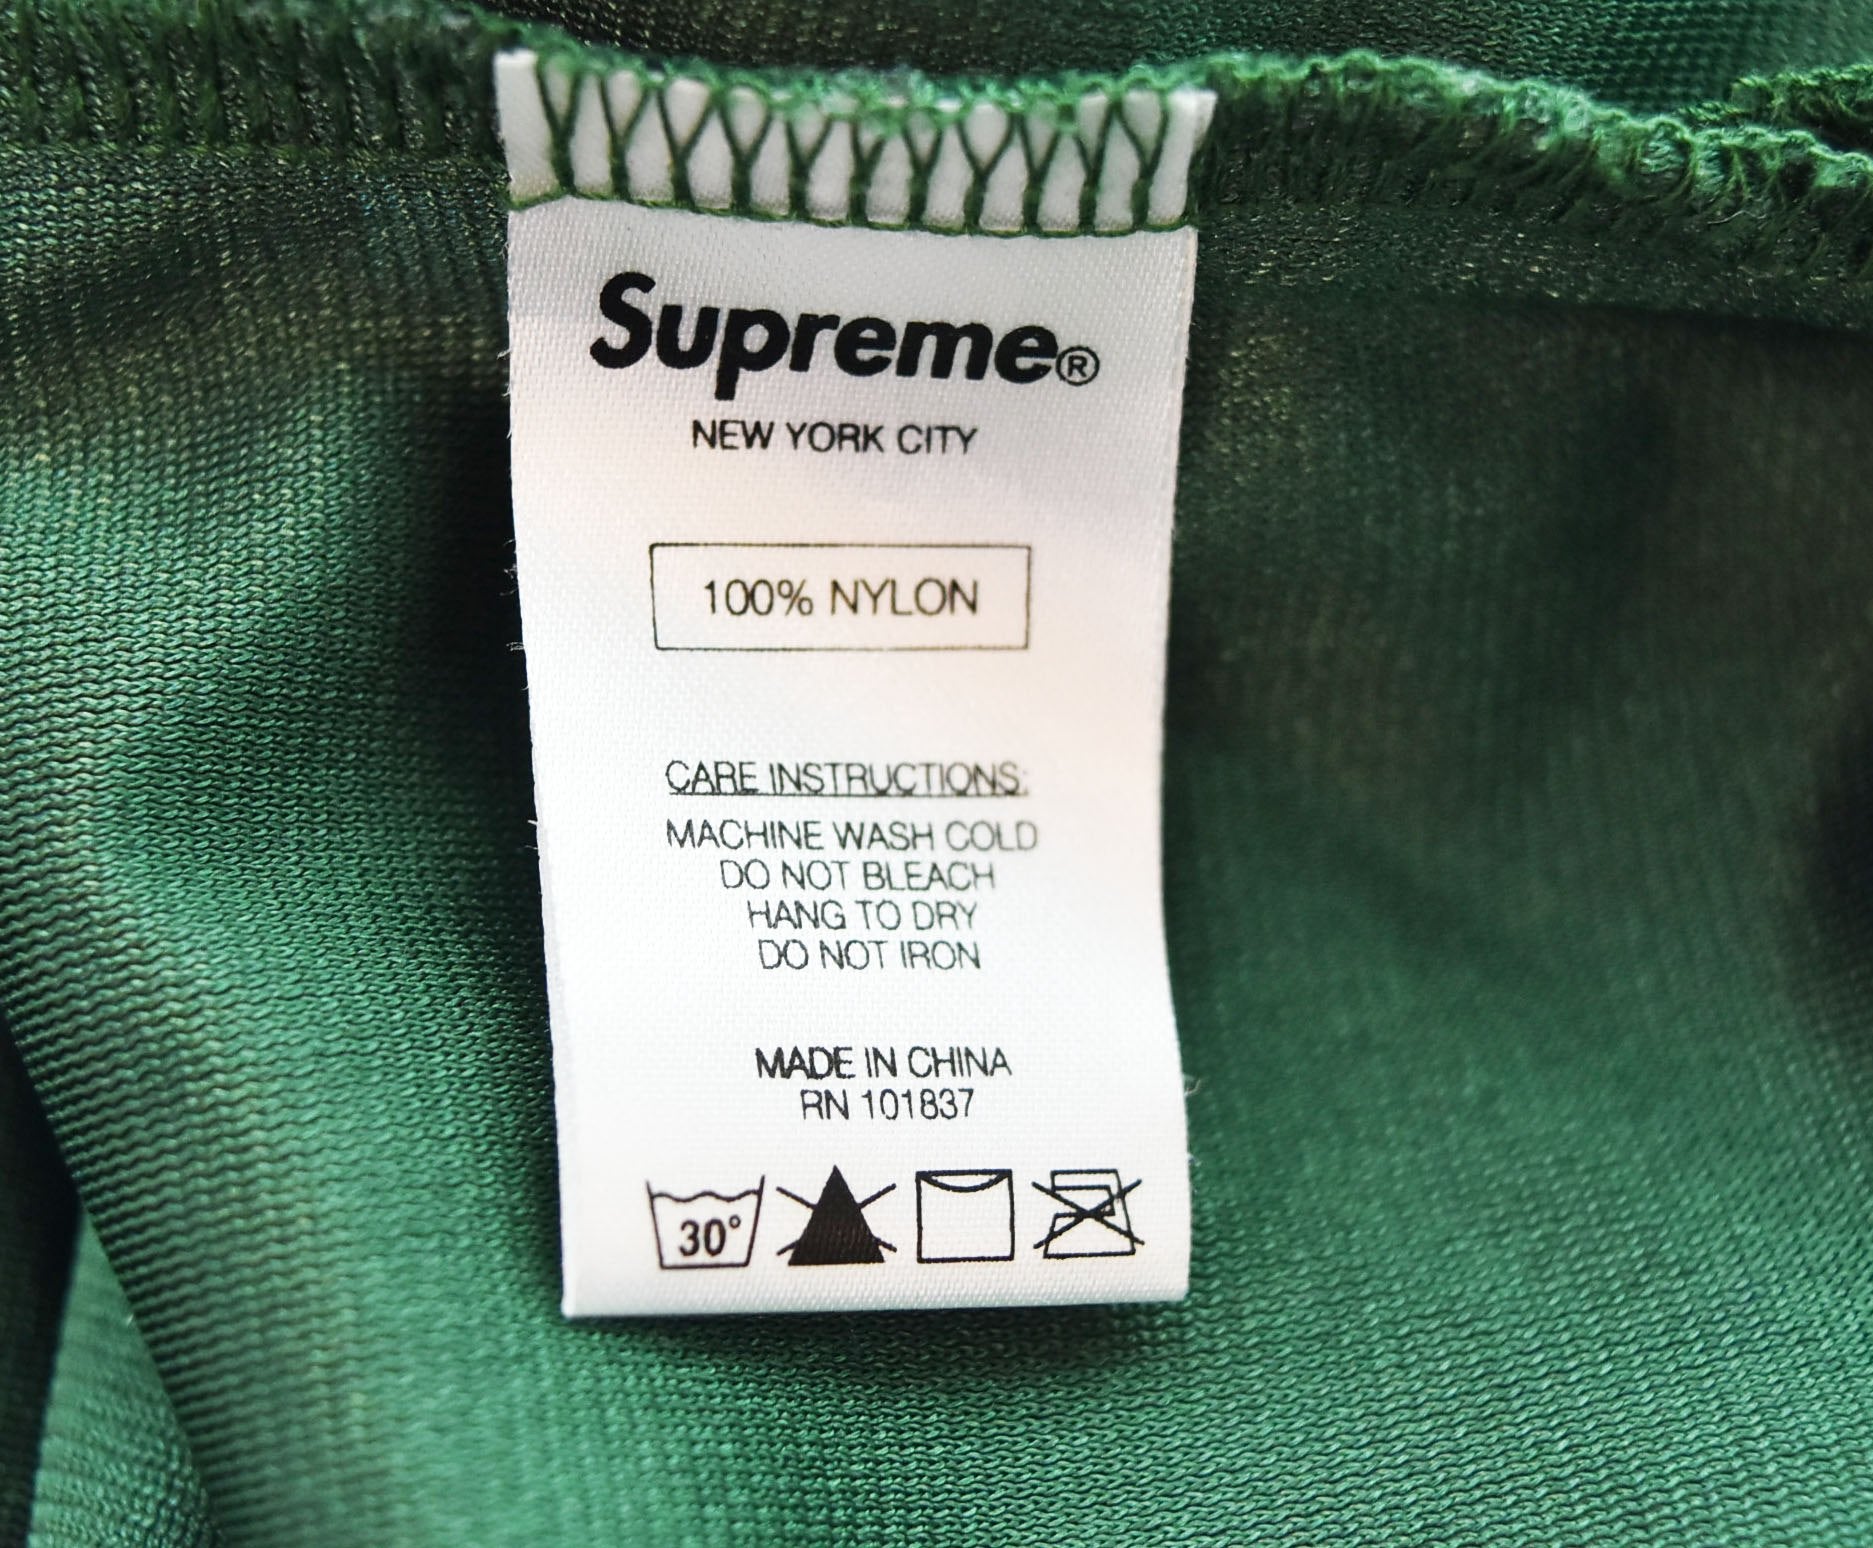 Supreme®
NEW YORK CITY
100% NYLON
CARE INSTRUCTIONS:
MACHINE WASH COLD
DO NOT BLEACH
HANG TO DRY
DO NOT IRON
MADE IN CHINA
RN 101837
30°